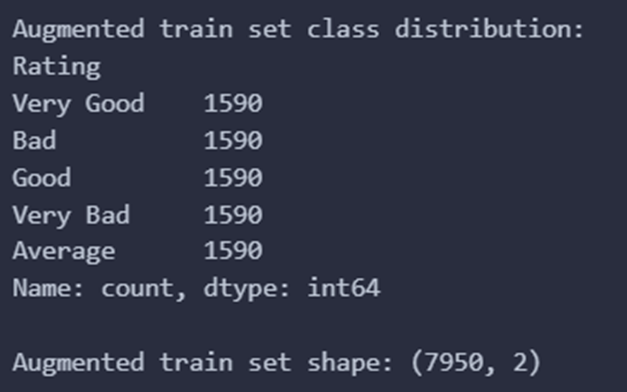 Augmented train set class distribution:
Rating
Very Good    1590
Bad          1590
Good         1590
Very Bad     1590
Average      1590
Name: count, dtype: int64
Augmented train set shape: (7950, 2)